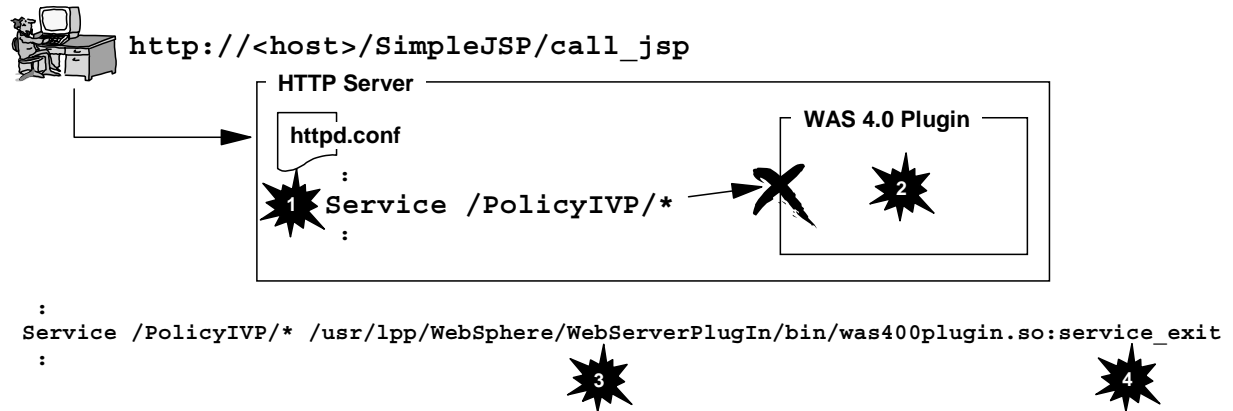 http://<host>/SimpleJSP/call_jsp
HTTP Server
httpd.conf
WAS 4.0 Plugin
:
1
Service /PolicyIVP/*
2
:
:
Service /PolicyIVP/* /usr/lpp/WebSphere/WebServerPlugIn/bin/was400plugin.so:service_exit
:
3
4